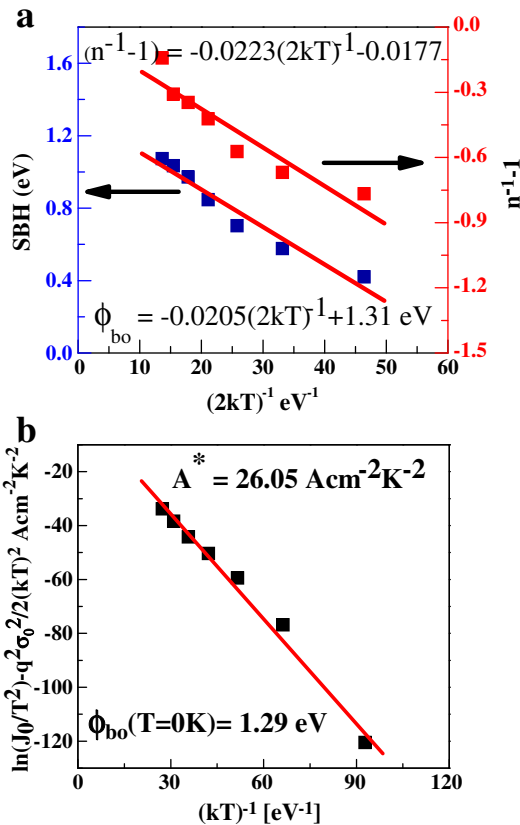 a
(n⁻¹-1) = -0.0223(2kT)⁻¹-0.0177
1.6
1.2
0.8
0.4
0.0
SBH (eV)
0.0
-0.3
-0.6
-0.9
-1.2
-1.5
n⁻¹-1
ϕbo = -0.0205(2kT)⁻¹+1.31 eV
0 10 20 30 40 50 60
(2kT)⁻¹ eV⁻¹
b
A* = 26.05 Acm⁻²K⁻²
-20
-40
-60
-80
-100
-120
ln(J₀/T²)-q²σ₀²/2(kT)² Acm⁻²K⁻²
ϕbo(T=0K)= 1.29 eV
0 30 60 90 120
(kT)⁻¹ [eV⁻¹]